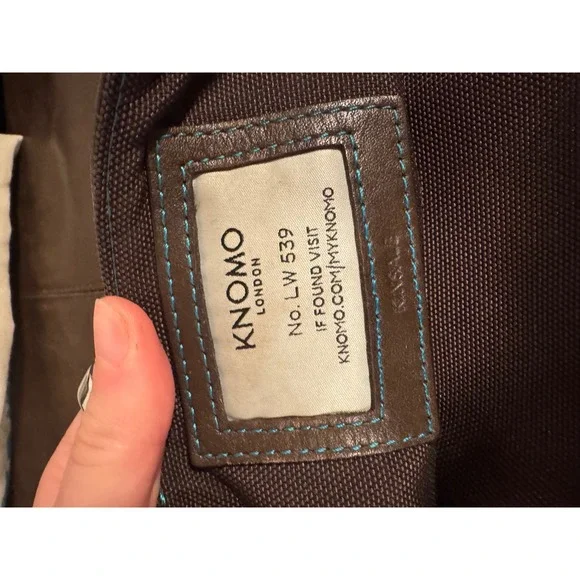 KNOMO
LONDON
No. LW 539
IF FOUND VISIT
KNOMO.COM/MYKNOMO